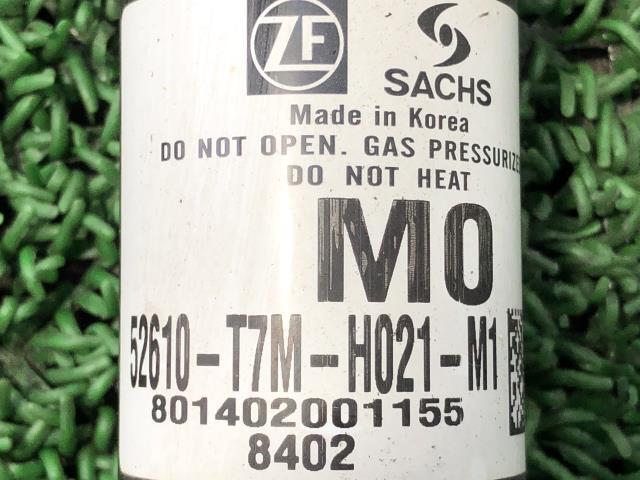 ZF
SACHS
Made in Korea
DO NOT OPEN. GAS PRESSURIZE
DO NOT HEAT
M0
52610-T7M-H021-M1
801402001155
8402